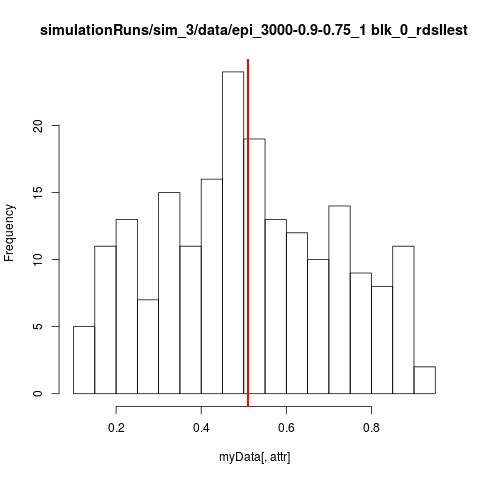 simulationRuns/sim_3/data/epi_3000-0.9-0.75_1 blk_0_rdsllest
Frequency
20
15
10
5
0
0.2 0.4 0.6 0.8
myData[, attr]